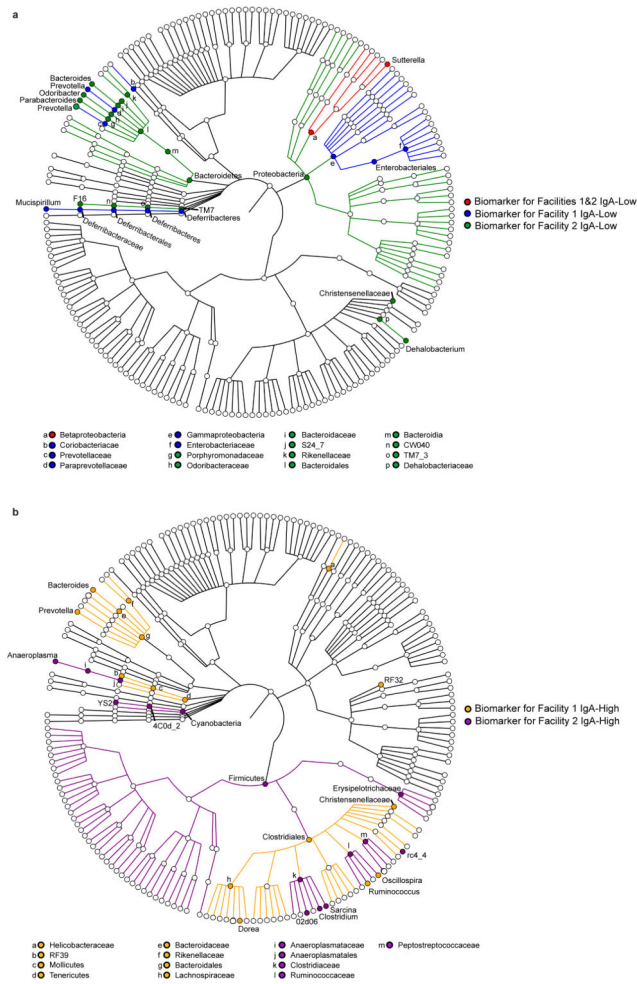 a
Sutterella
Bacteroides
Prevotella
Odoribacter
Parabacteroides
Prevotella
b
k
j
d
h
c
g
l
m
a
e
f
Enterobacteriales
Proteobacteria
Bacteroidetes
F16
Mucispirillum
n
o
TM7
Deferribacteres
Deferribacteres
Deferribacterales
Deferribacteraceae
Biomarker for Facilities 1&2 IgA-Low
Biomarker for Facility 1 IgA-Low
Biomarker for Facility 2 IgA-Low
Christensenellaceae
p
Dehalobacterium
a Betaproteobacteria
b Coriobacteriacae
c Prevotellaceae
d Paraprevotellaceae
e Gammaproteobacteria
f Enterobacteriaceae
g Porphyromonadaceae
h Odoribacteraceae
i Bacteroidaceae
j S24_7
k Rikenellaceae
l Bacteroidales
m Bacteroidia
n CW040
o TM7_3
p Dehalobacteriaceae
b
a
Bacteroides
Prevotella
f
e
g
Anaeroplasma
i
b
j
c
d
YS2
4C0d_2
Cyanobacteria
RF32
Biomarker for Facility 1 IgA-High
Biomarker for Facility 2 IgA-High
Firmicutes
Erysipelotrichaceae
Christensenellaceae
Clostridiales
m
l
rc4_4
Oscillospira
Ruminococcus
h
k
Sarcina
Clostridium
02d06
Dorea
a Helicobacteraceae
b RF39
c Mollicutes
d Tenericutes
e Bacteroidaceae
f Rikenellaceae
g Bacteroidales
h Lachnospiraceae
i Anaeroplasmataceae
j Anaeroplasmatales
k Clostridiaceae
l Ruminococcaceae
m Peptostreptococcaceae